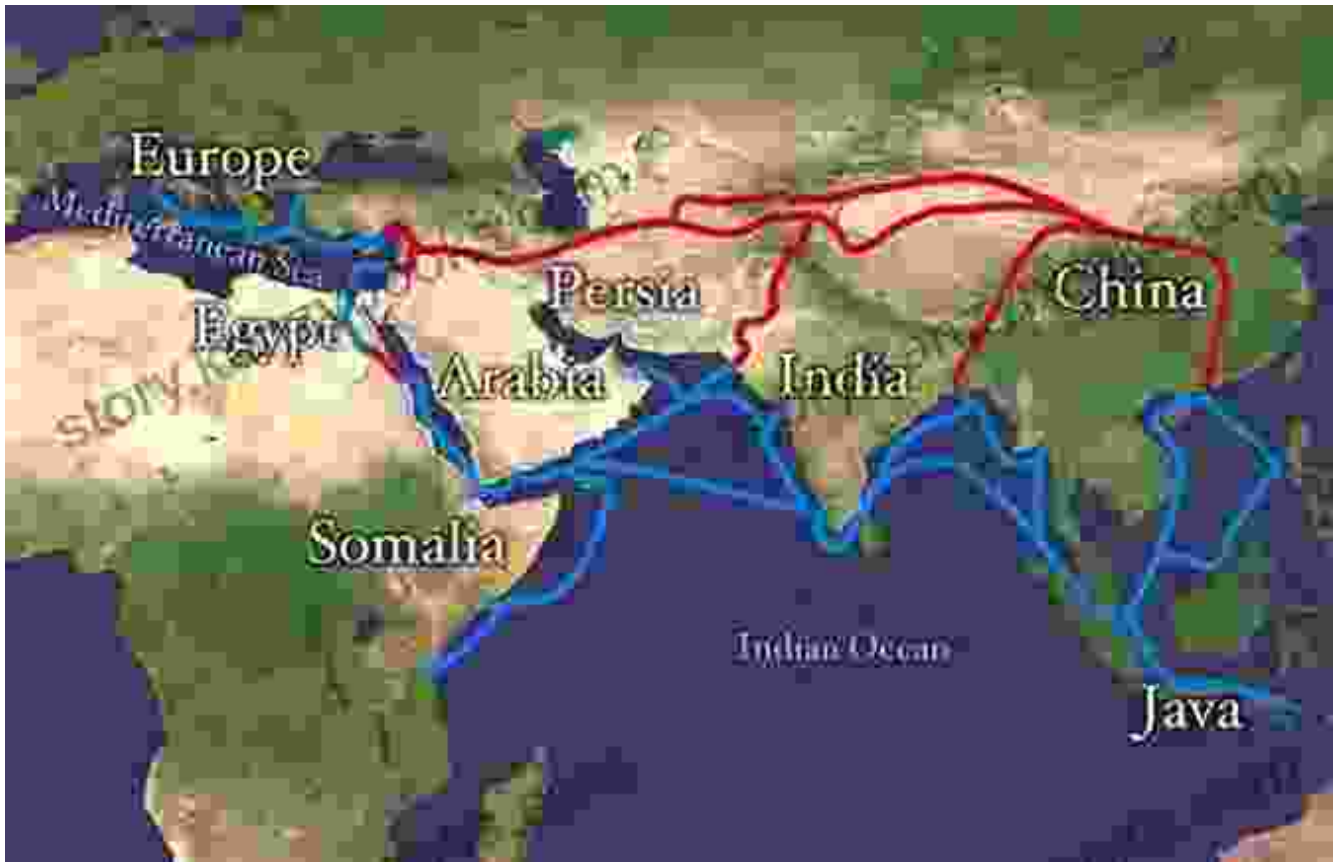 Europe
Mediterranean Sea
Persia
China
Egypt
Arabia
India
Somalia
Indian Ocean
Java